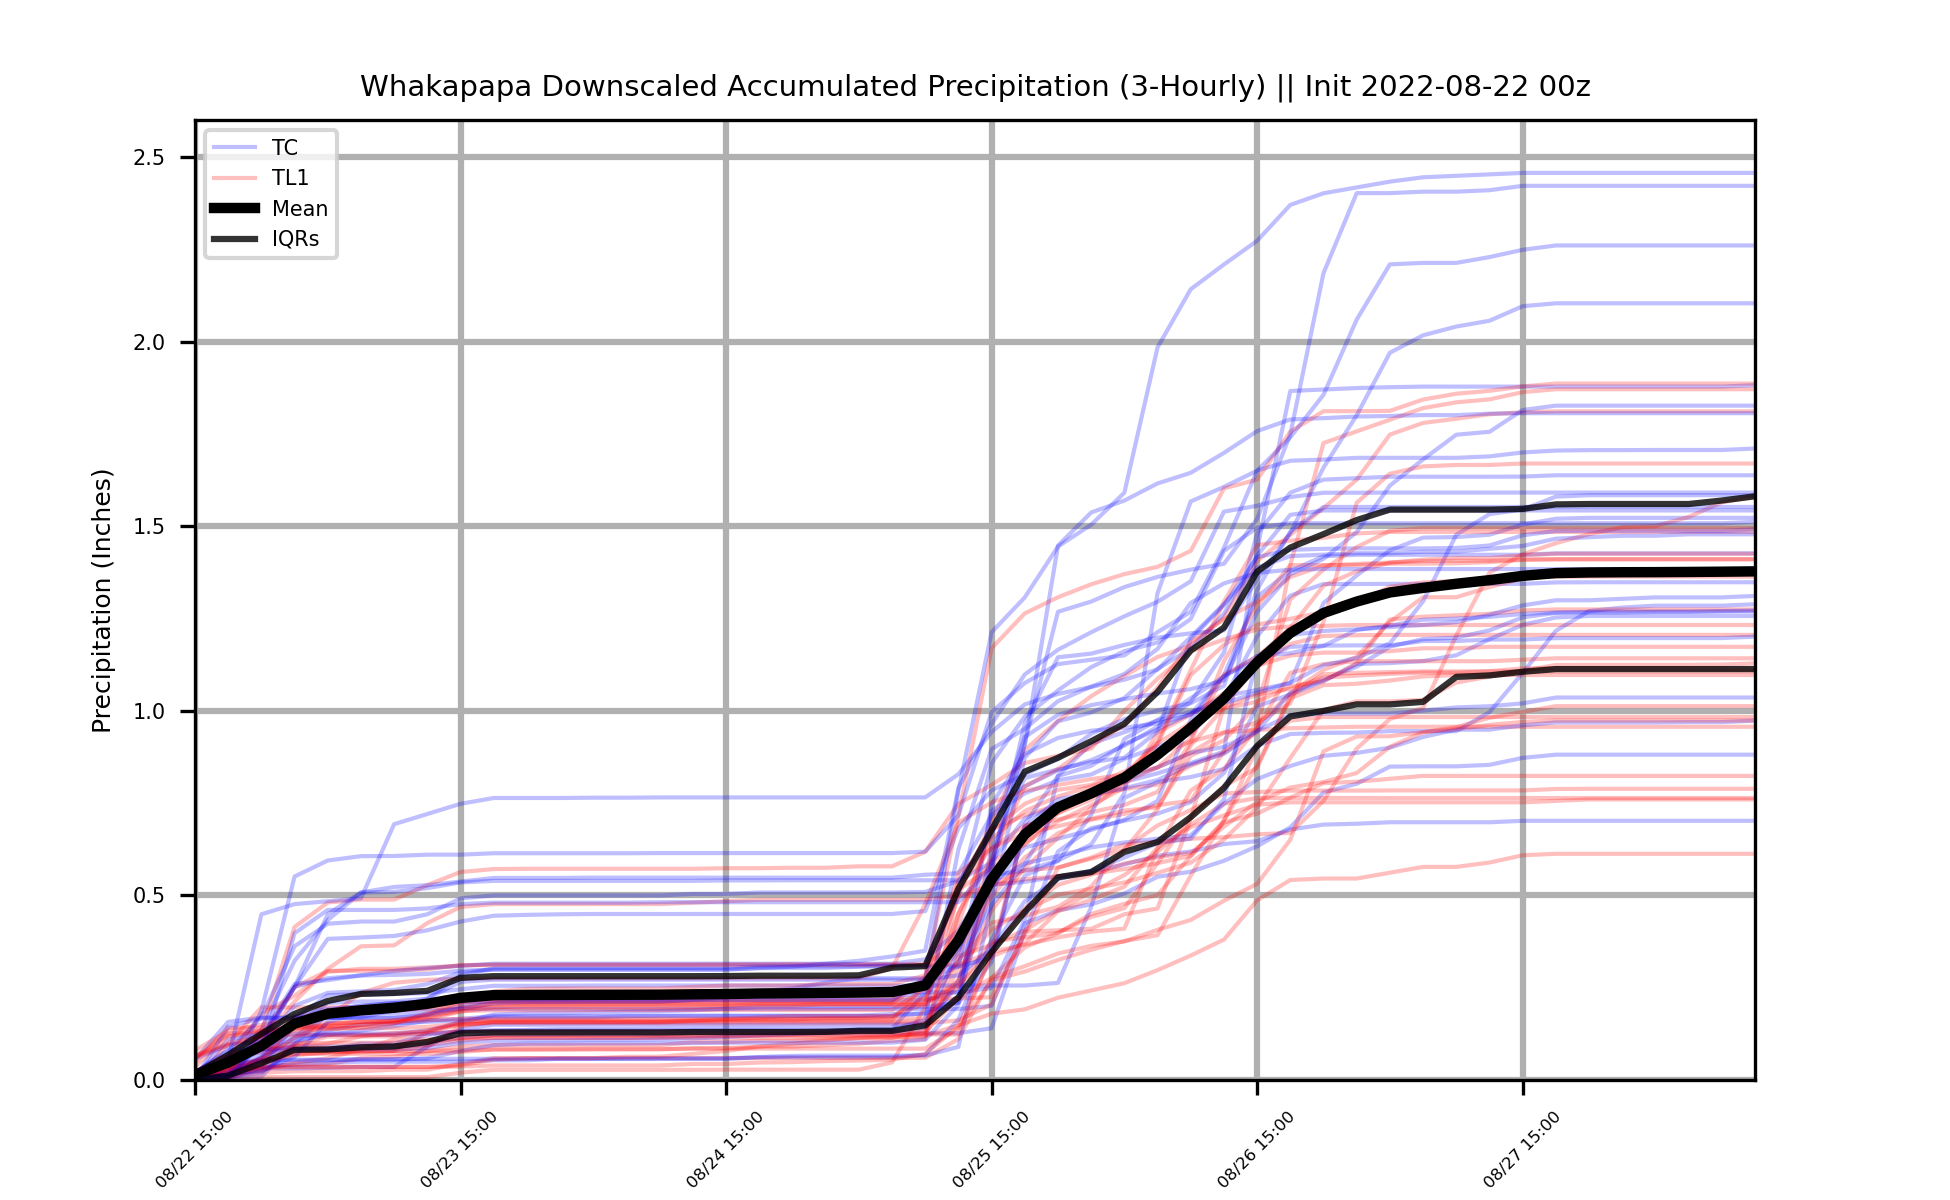 Whakapapa Downscaled Accumulated Precipitation (3-Hourly) || Init 2022-08-22 00z
TC
TL1
Mean
IQRs
Precipitation (Inches)
2.5
2.0
1.5
1.0
0.5
0.0
08/22 15:00
08/23 15:00
08/24 15:00
08/25 15:00
08/26 15:00
08/27 15:00